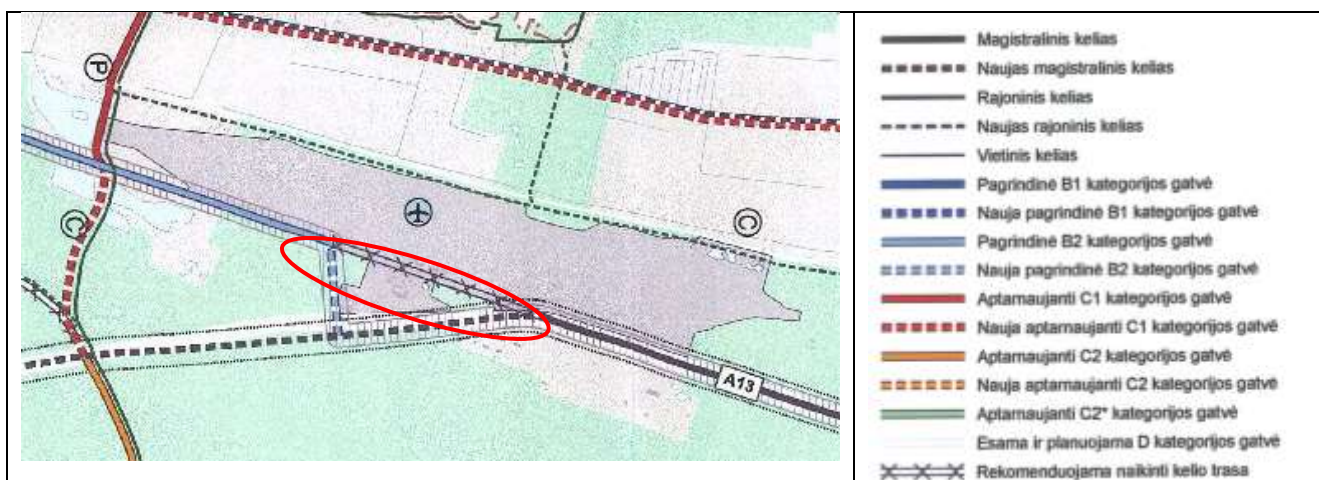 P
C
C
A13
Magistralinis kelias
Naujas magistralinis kelias
Rajoninis kelias
Naujas rajoninis kelias
Vietinis kelias
Pagrindinė B1 kategorijos gatvė
Nauja pagrindinė B1 kategorijos gatvė
Pagrindinė B2 kategorijos gatvė
Nauja pagrindinė B2 kategorijos gatvė
Aptarnaujanti C1 kategorijos gatvė
Nauja aptarnaujanti C1 kategorijos gatvė
Aptarnaujanti C2 kategorijos gatvė
Nauja aptarnaujanti C2 kategorijos gatvė
Aptarnaujanti C2* kategorijos gatvė
Esama ir planuojama D kategorijos gatvė
Rekomenduojama naikinti kelio trasa